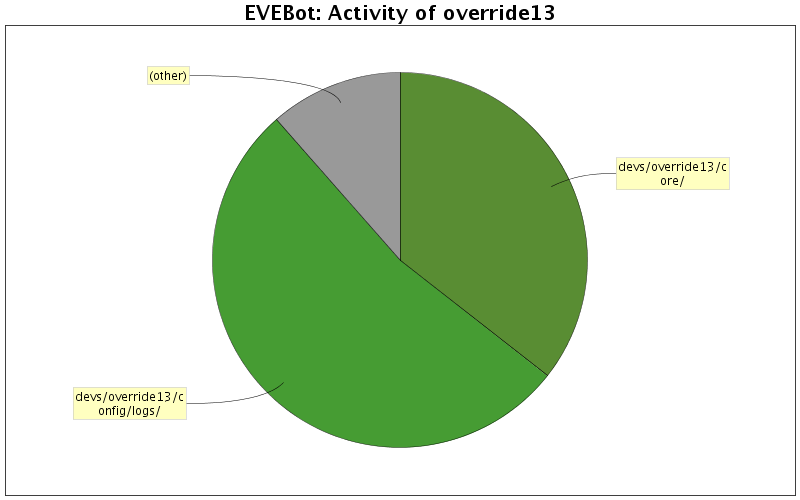 EVEBot: Activity of override13
(other)
devs/override13/c
ore/
devs/override13/c
onfig/logs/